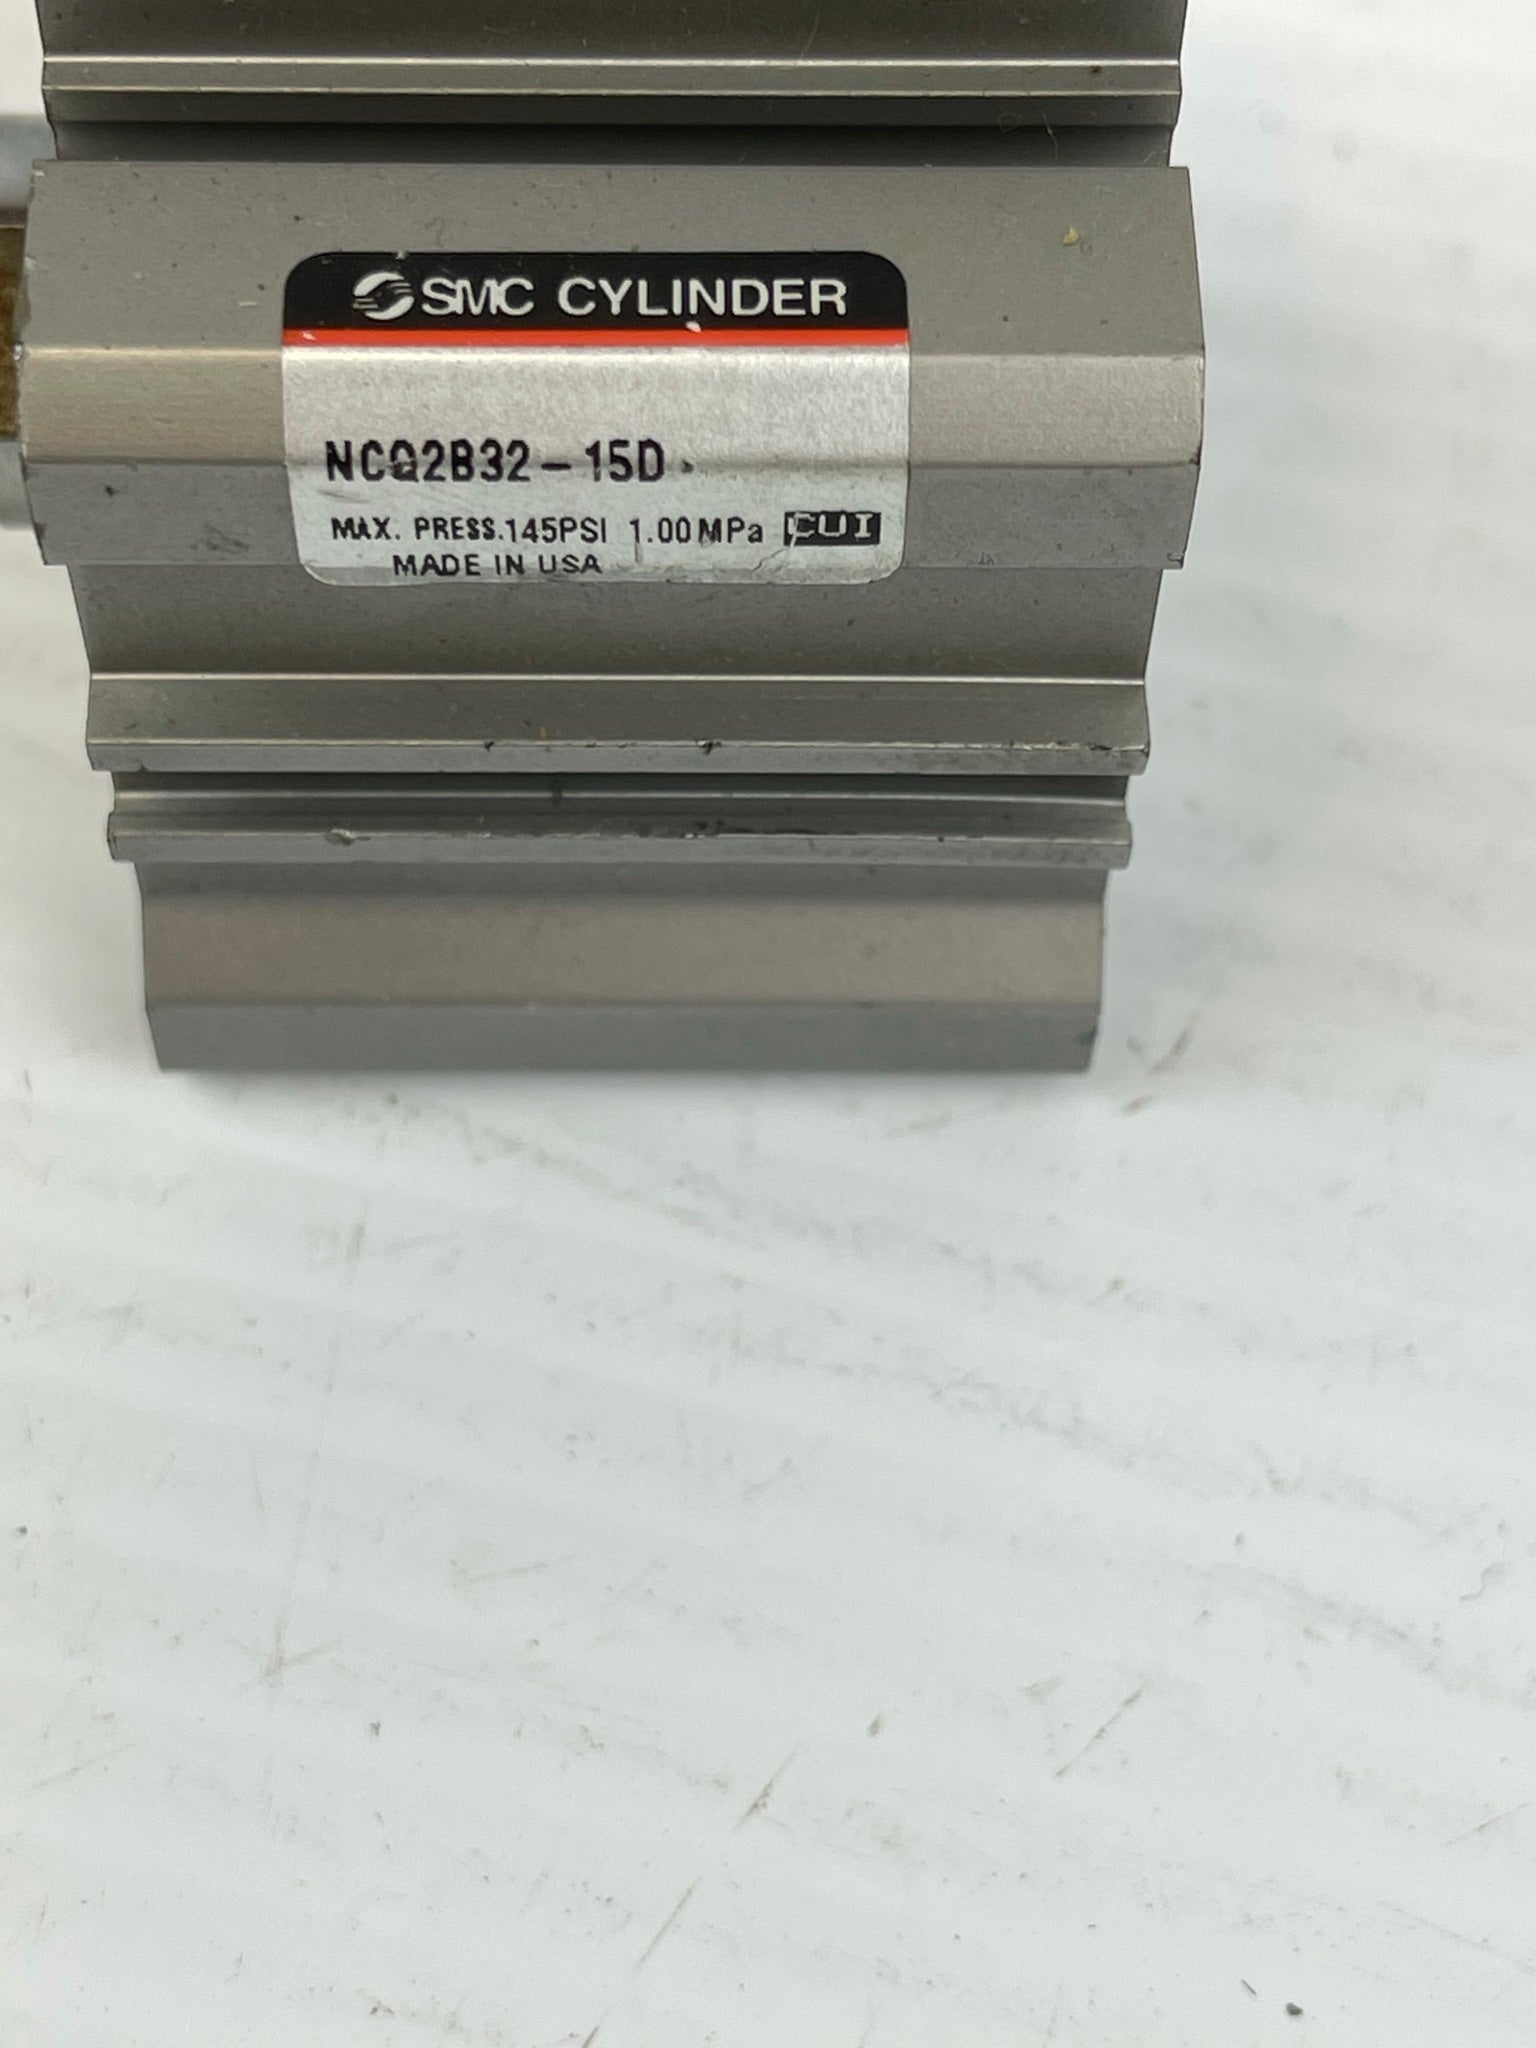 SMC CYLINDER
NCQ2B32-15D
MAX. PRESS.145PSI 1.00MPa CUI
MADE IN USA